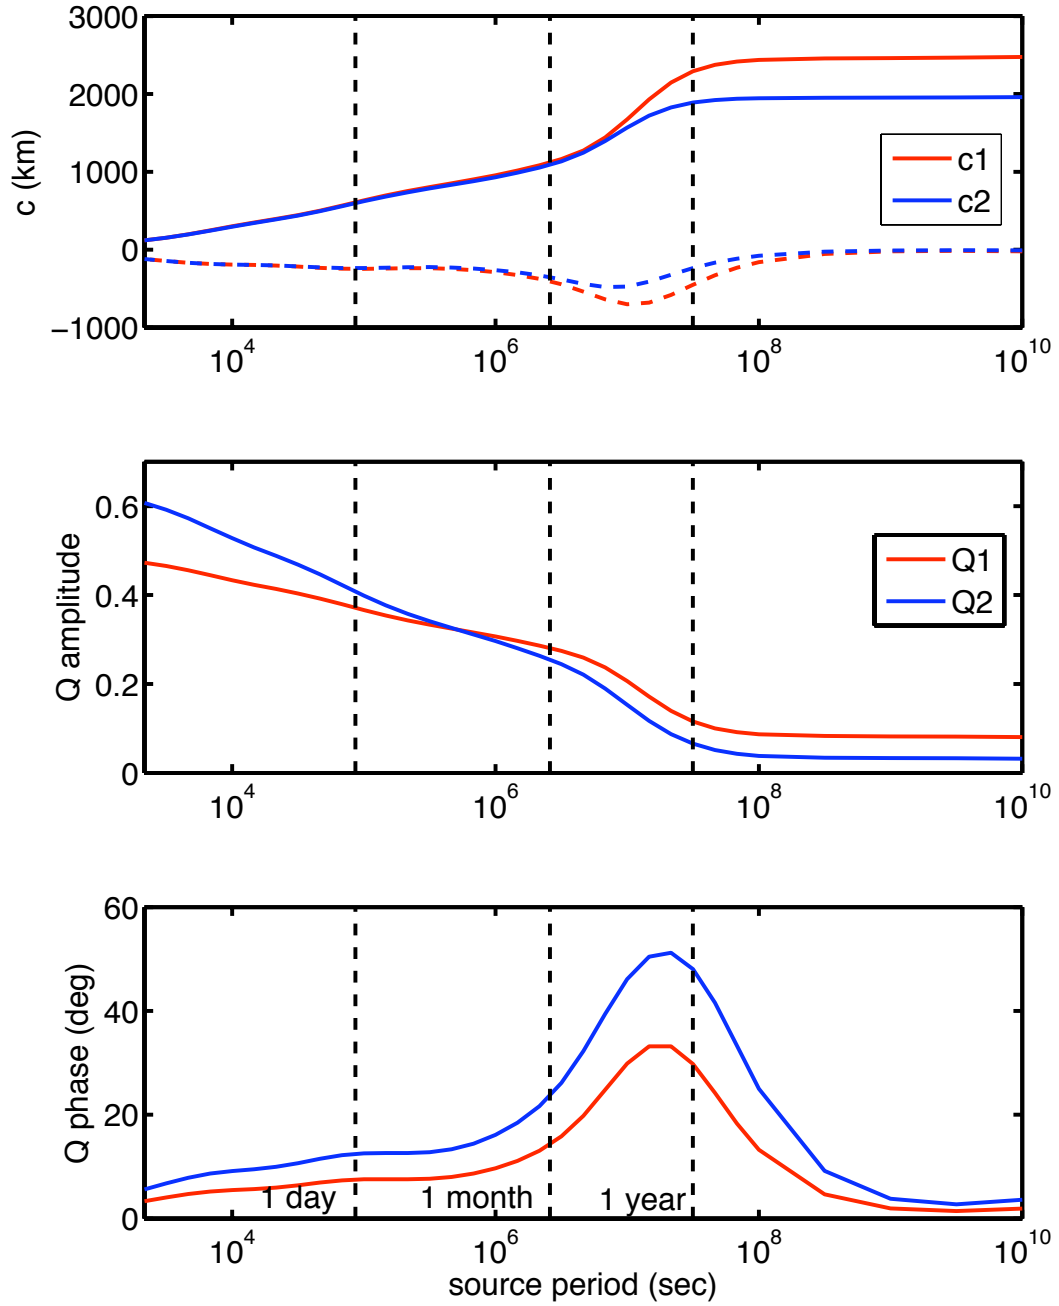 3000
2000
1000
0
−1000
c (km)
c1
c2
10^4
10^6
10^8
10^10
0.6
0.4
0.2
0
Q amplitude
Q1
Q2
10^4
10^6
10^8
10^10
60
40
20
0
Q phase (deg)
1 day
1 month
1 year
10^4
10^6
10^8
10^10
source period (sec)